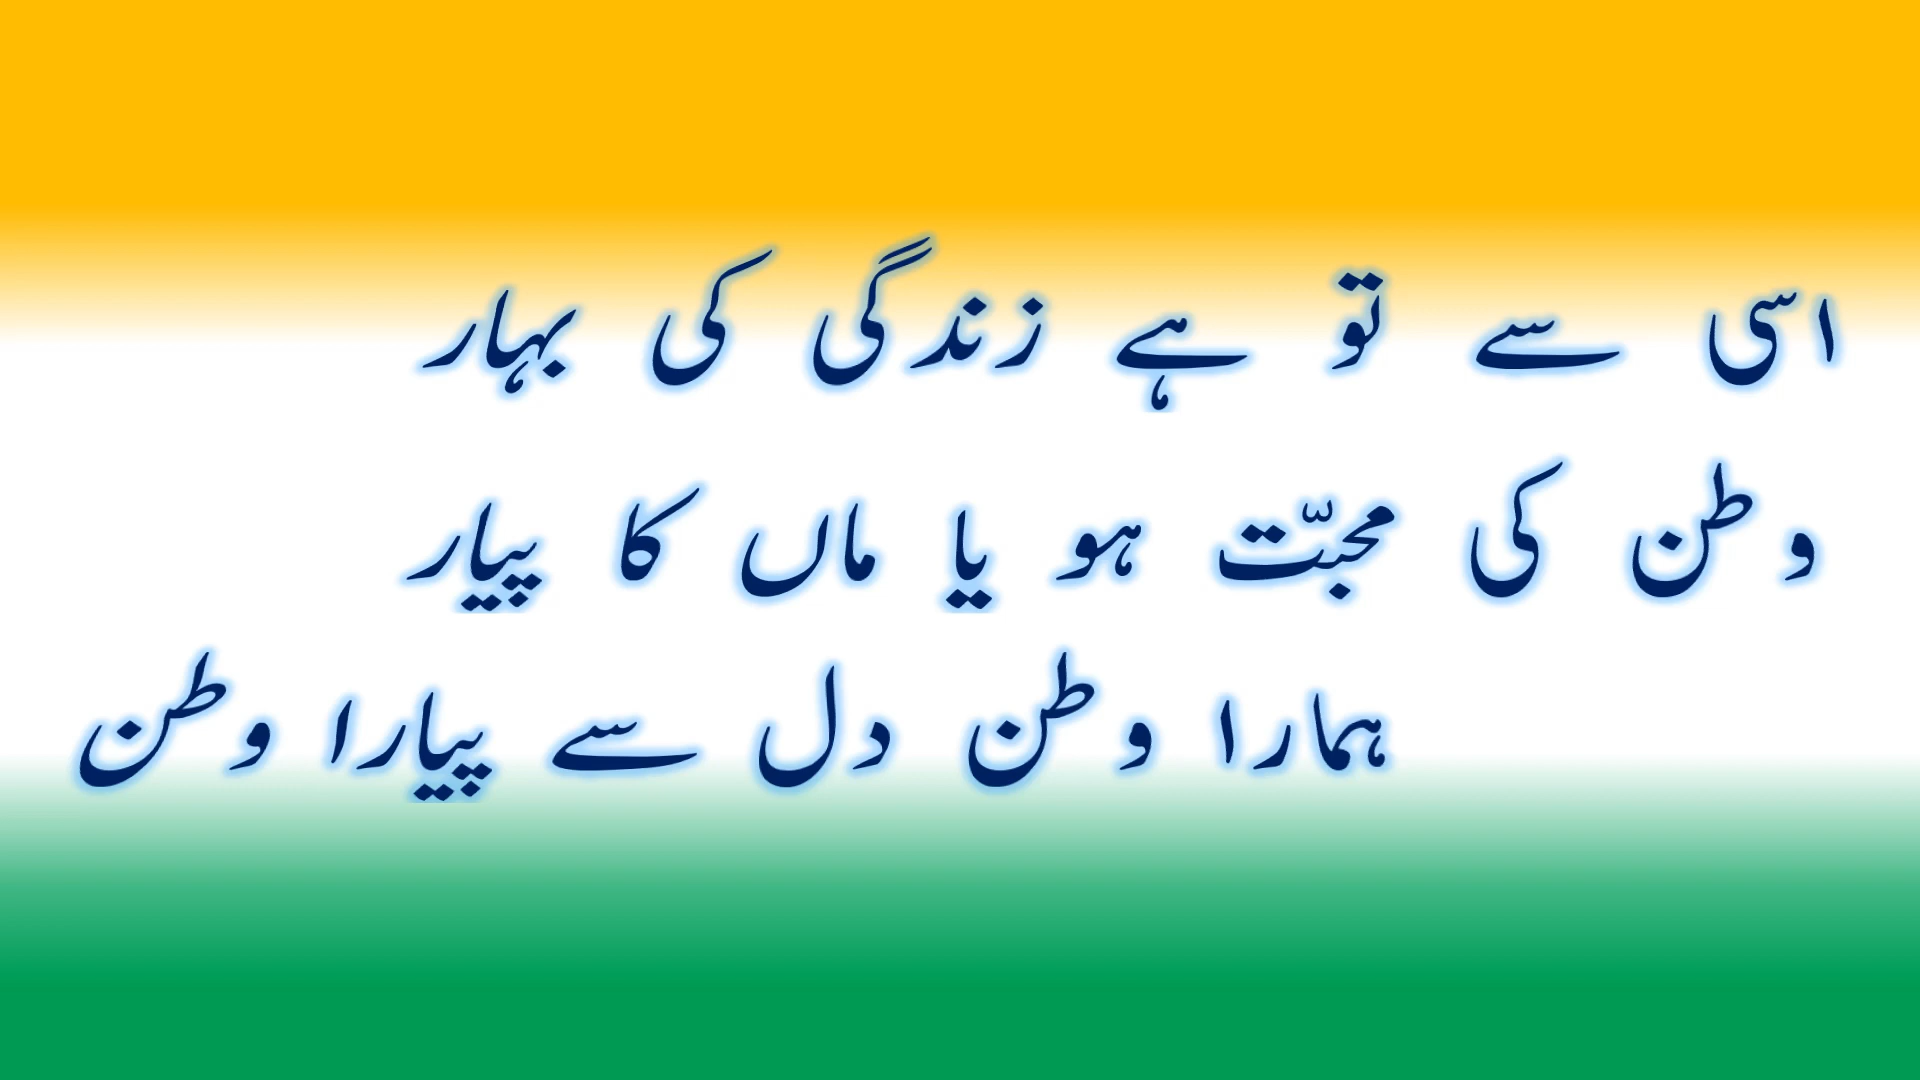 اسی سے تو ہے زندگی کی بہار
وطن کی محبّت ہو یا ماں کا پیار
ہمارا وطن دل سے پیارا وطن